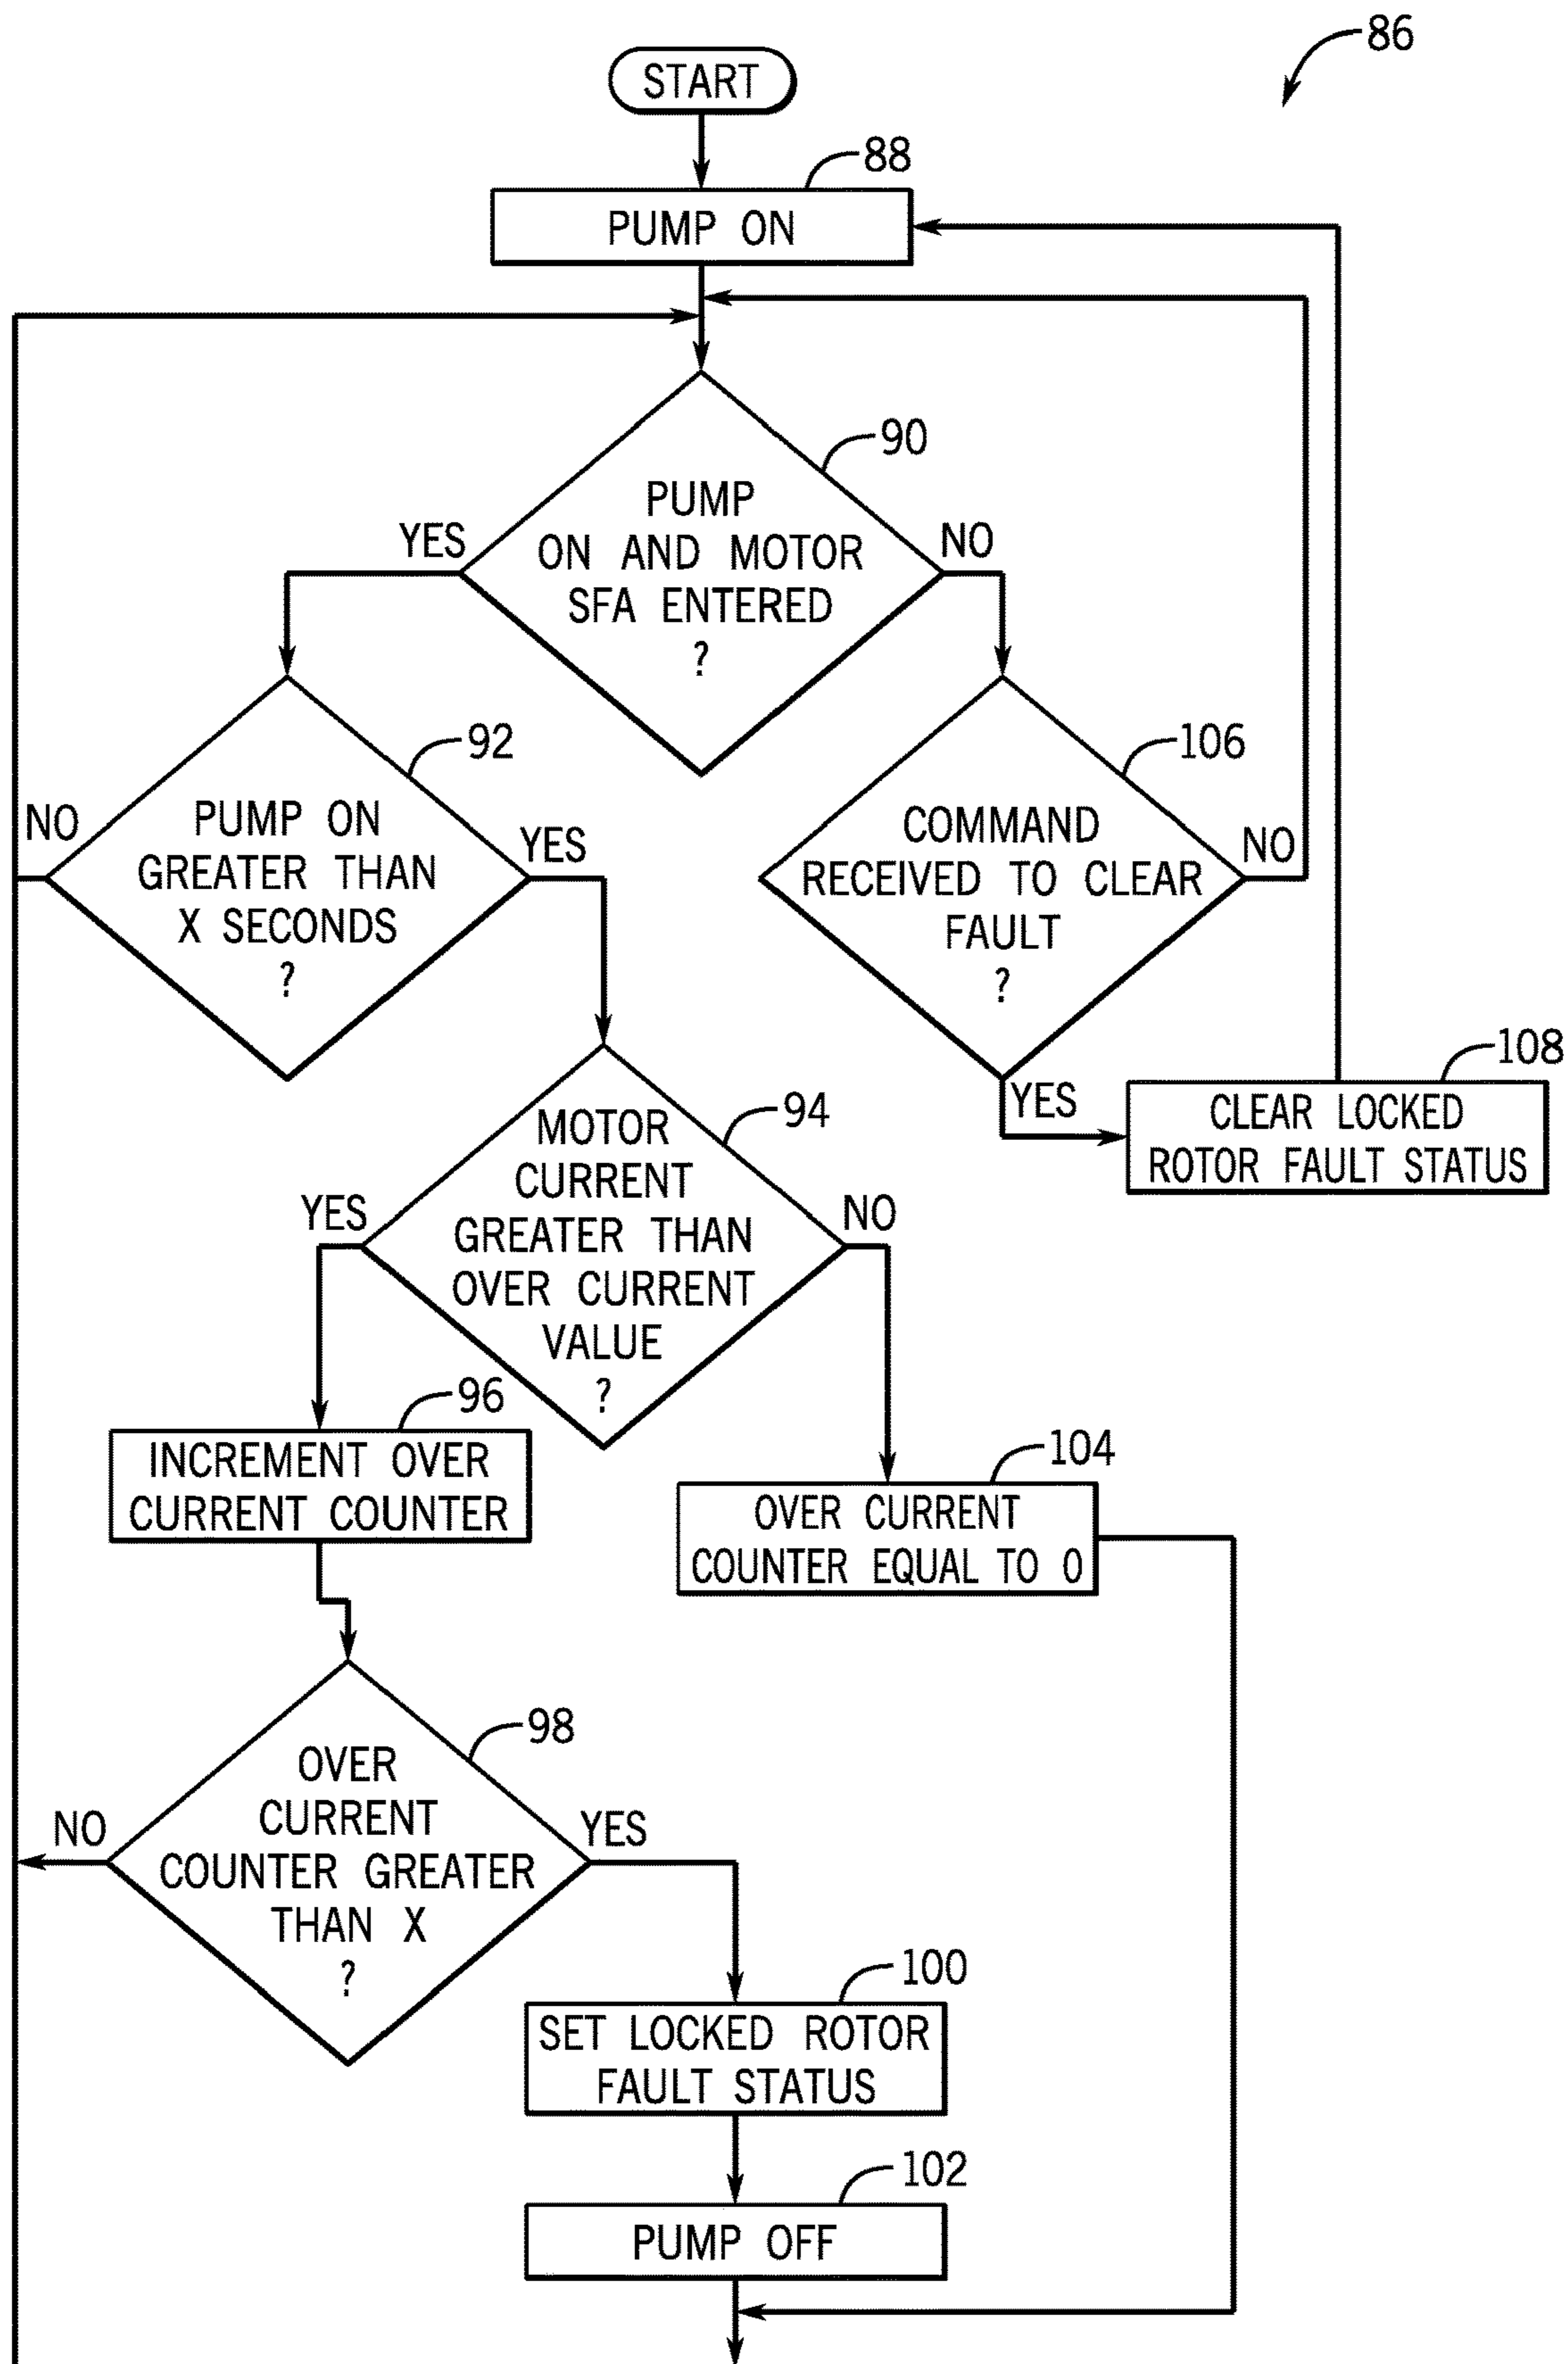 86
START
88
PUMP ON
90
PUMP
ON AND MOTOR
SFA ENTERED
?
YES
NO
92
PUMP ON
GREATER THAN
X SECONDS
?
NO
YES
106
COMMAND
RECEIVED TO CLEAR
FAULT
?
NO
YES
108
CLEAR LOCKED
ROTOR FAULT STATUS
94
MOTOR
CURRENT
GREATER THAN
OVER CURRENT
VALUE
?
YES
NO
96
INCREMENT OVER
CURRENT COUNTER
104
OVER CURRENT
COUNTER EQUAL TO 0
98
OVER
CURRENT
COUNTER GREATER
THAN X
?
NO
YES
100
SET LOCKED ROTOR
FAULT STATUS
102
PUMP OFF